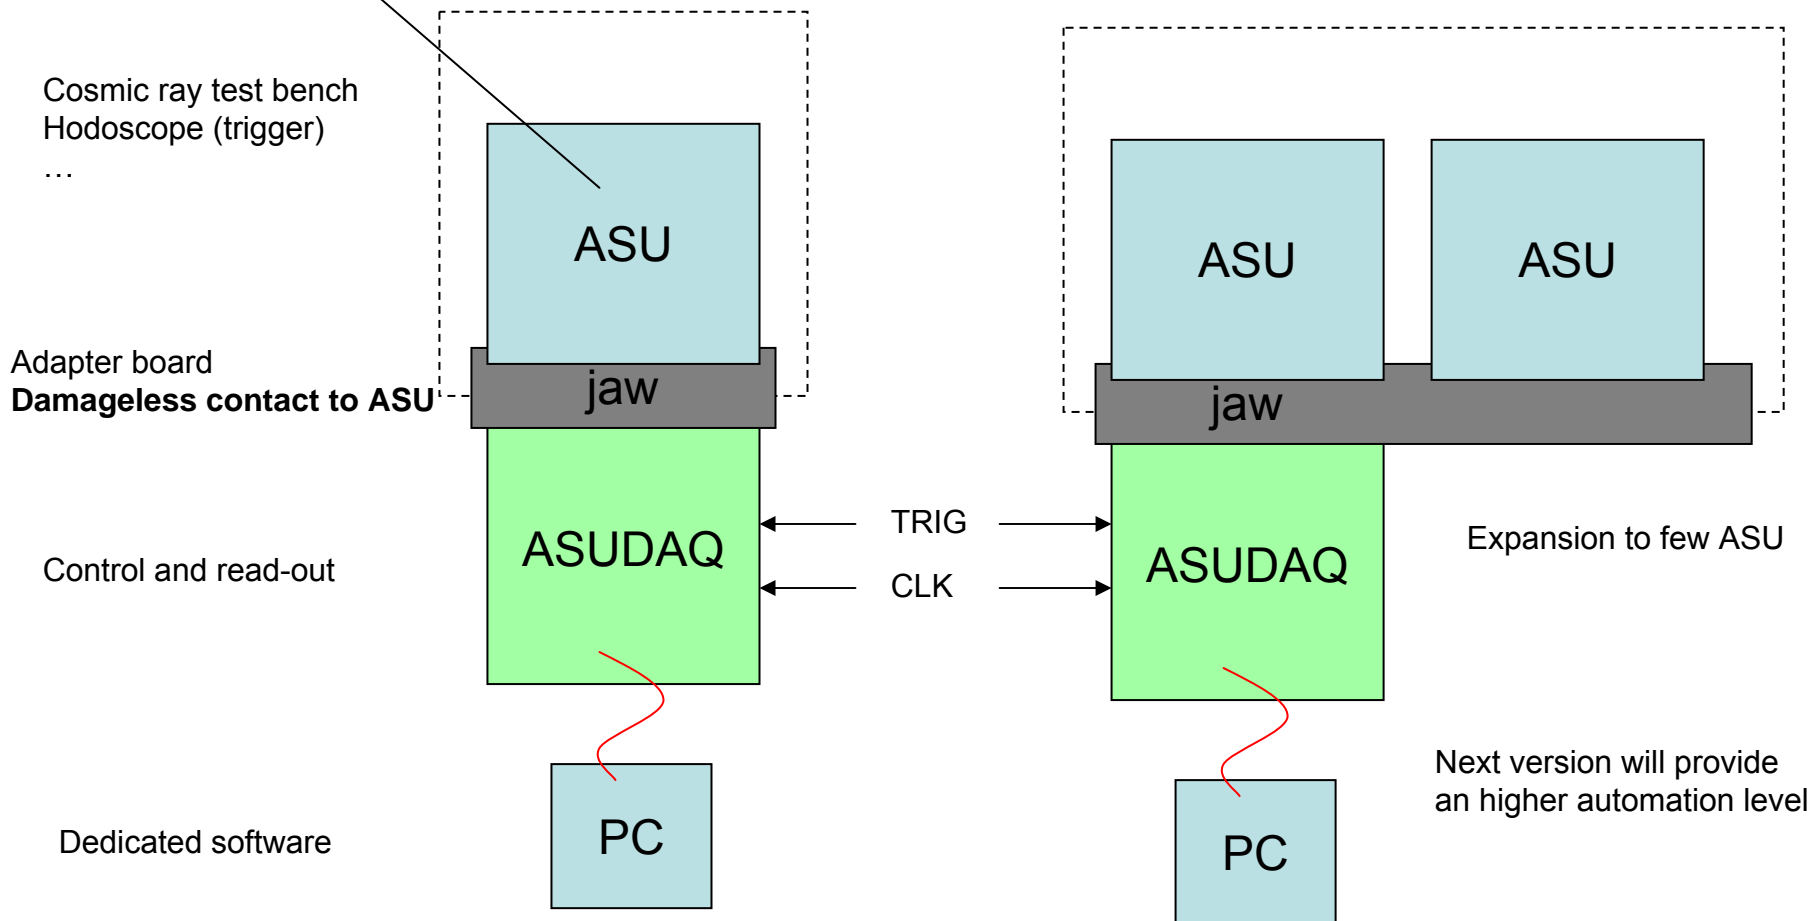 Cosmic ray test bench
Hodoscope (trigger)
…
ASU
ASU
ASU
Adapter board
Damageless contact to ASU
jaw
jaw
TRIG
CLK
ASUDAQ
ASUDAQ
Control and read-out
Expansion to few ASU
Next version will provide
an higher automation level
Dedicated software
PC
PC